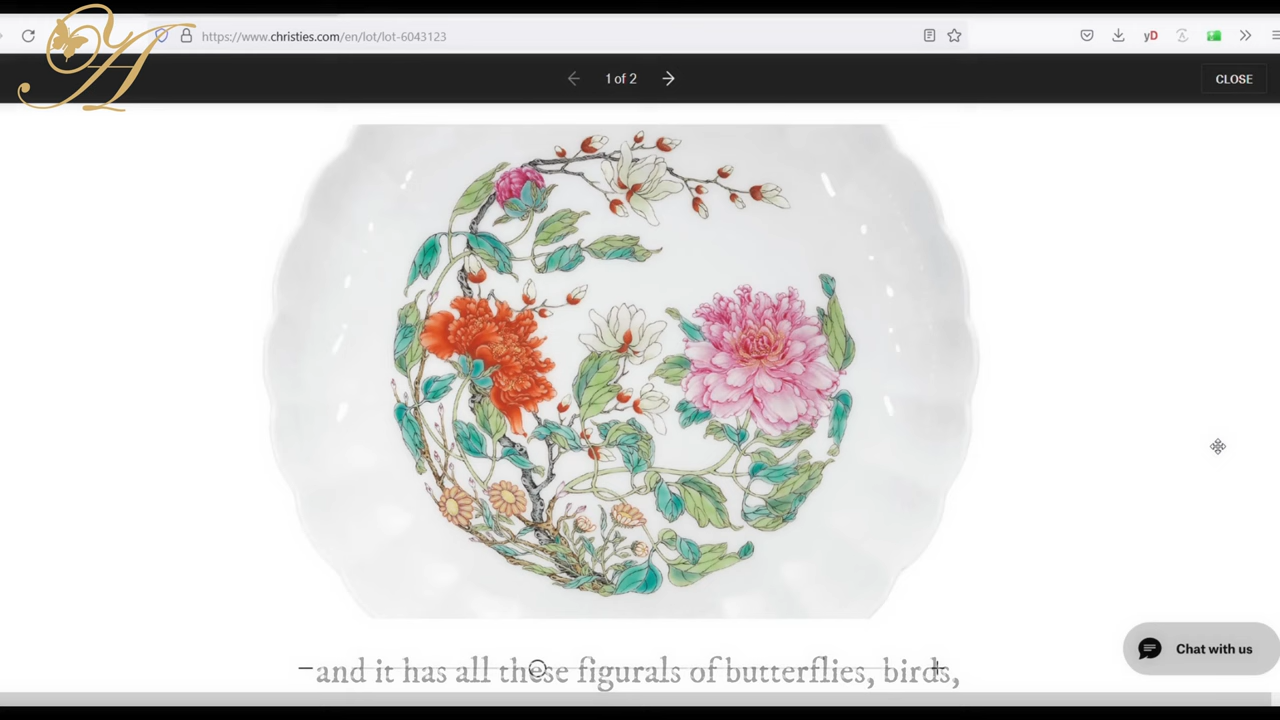 https://www.christies.com/en/lot/lot-6043123
yD
1 of 2
CLOSE
Chat with us
and it has all these figurals of butterflies, birds,